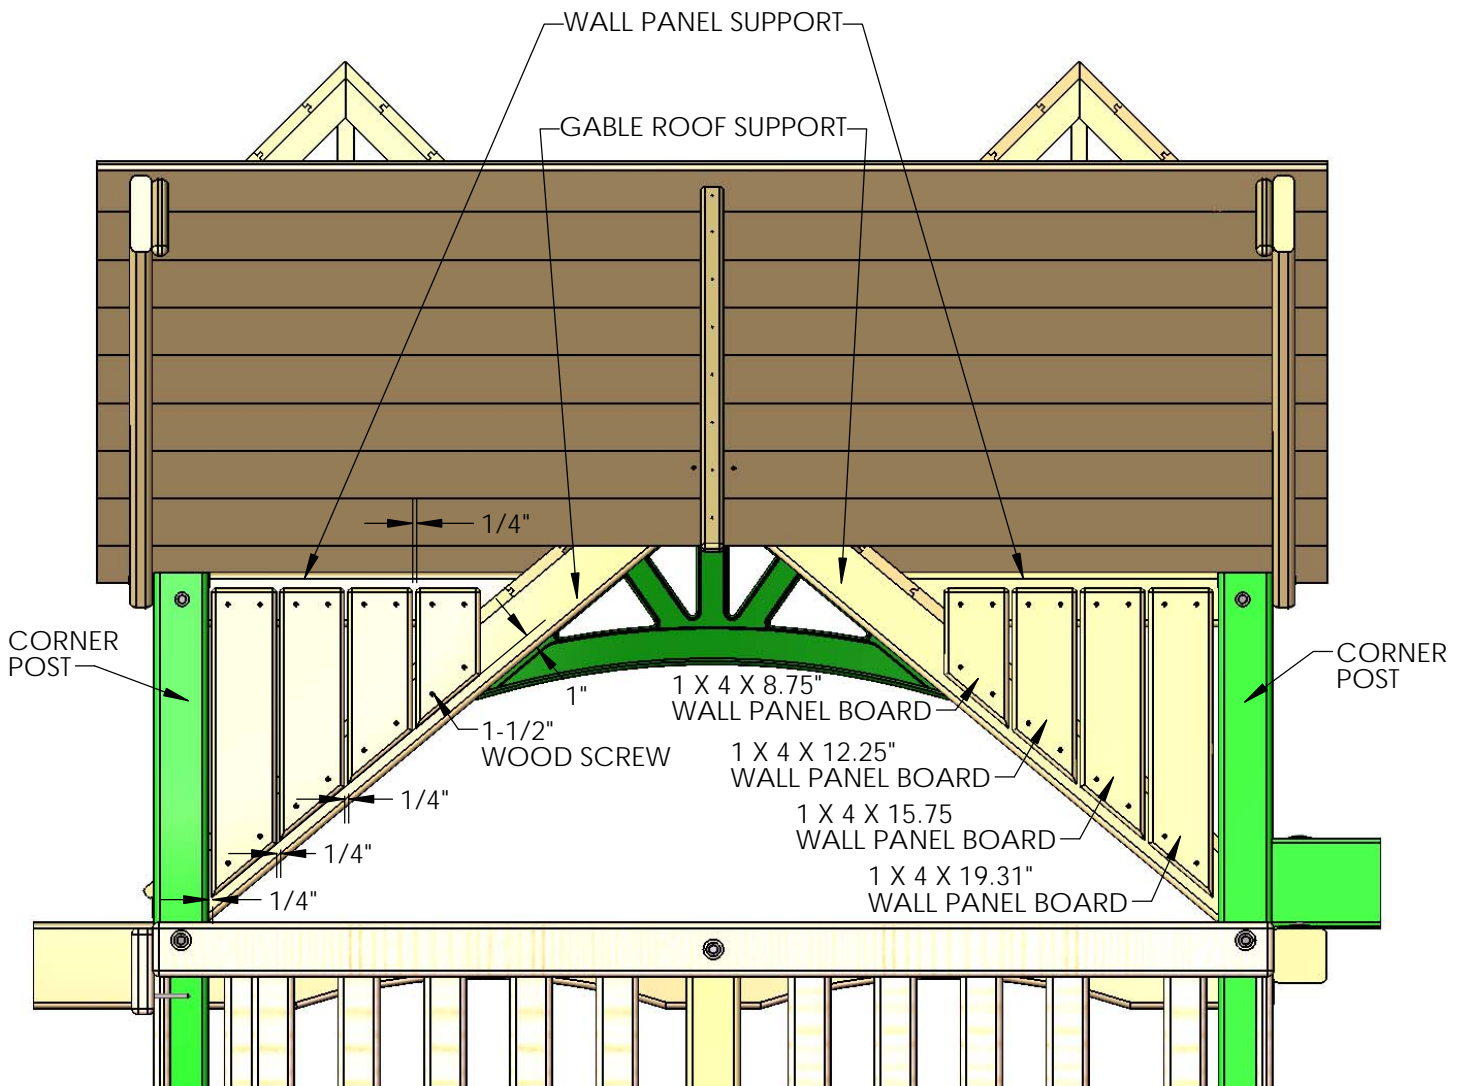 WALL PANEL SUPPORT
GABLE ROOF SUPPORT
1/4"
CORNER
POST
CORNER
POST
1"
1 X 4 X 8.75"
WALL PANEL BOARD
1-1/2"
WOOD SCREW
1 X 4 X 12.25"
WALL PANEL BOARD
1/4"
1 X 4 X 15.75
WALL PANEL BOARD
1/4"
1 X 4 X 19.31"
WALL PANEL BOARD
1/4"